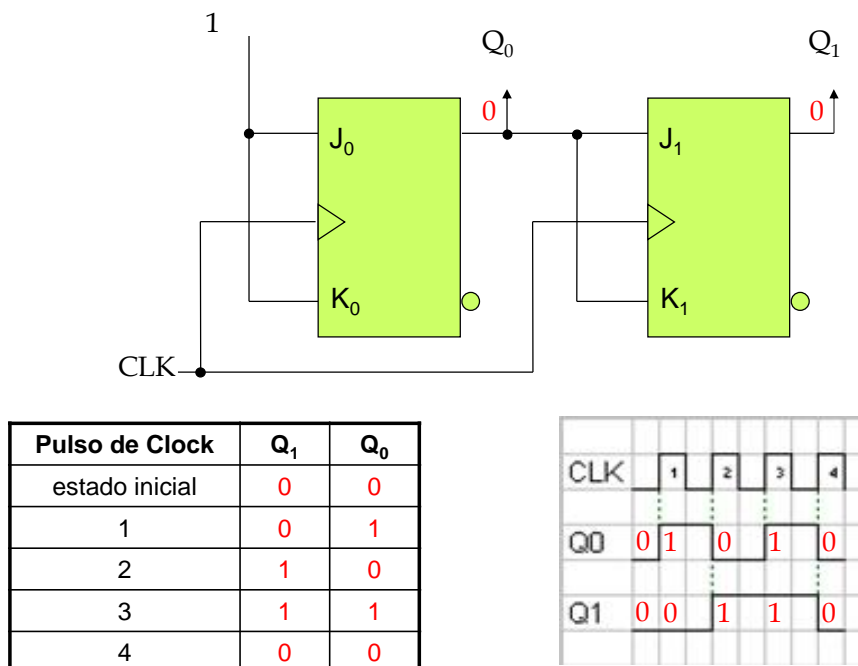 1
Q0 Q1
0 0
J0 J1
K0 K1
CLK
Pulso de Clock Q1 Q0
estado inicial 0 0
1 0 1
2 1 0
3 1 1
4 0 0
CLK 1 2 3 4
Q0 0 1 0 1 0
Q1 0 0 1 1 0